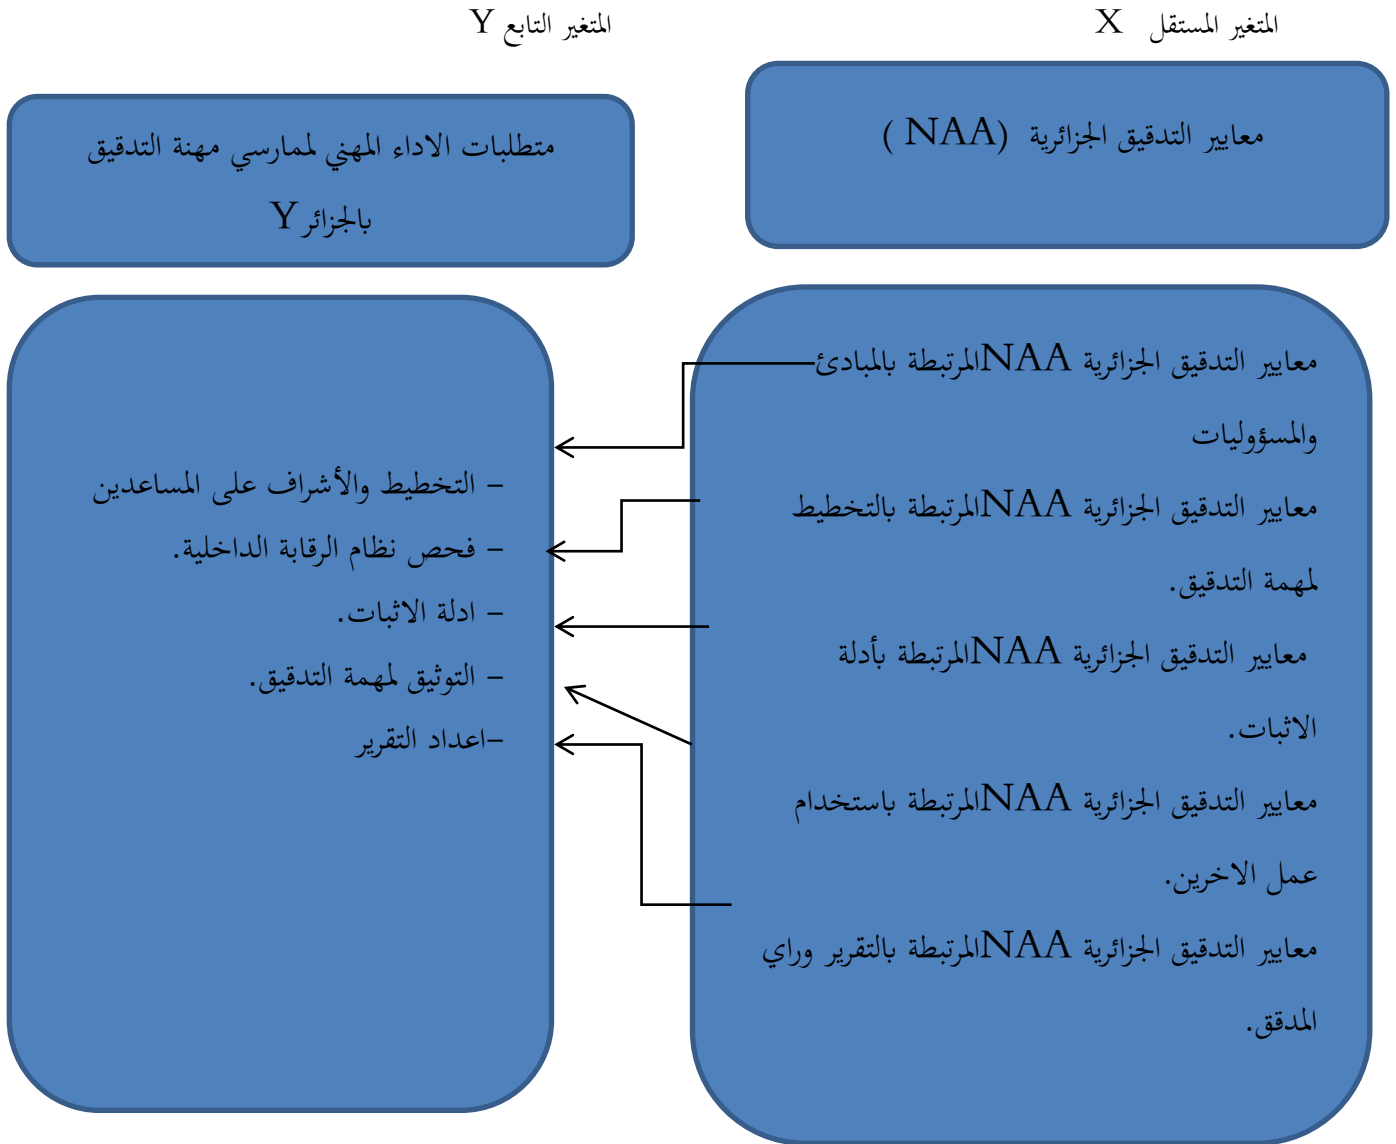 المتغير المستقل X
المتغير التابع Y
معايير التدقيق الجزائرية (NAA )
متطلبات الاداء المهني لممارسي مهنة التدقيق
بالجزائر Y
معايير التدقيق الجزائرية NAAالمرتبطة بالمبادئ
والمسؤوليات
معايير التدقيق الجزائرية NAAالمرتبطة بالتخطيط
لمهمة التدقيق.
معايير التدقيق الجزائرية NAAالمرتبطة بأدلة
الاثبات.
معايير التدقيق الجزائرية NAAالمرتبطة باستخدام
عمل الاخرين.
معايير التدقيق الجزائرية NAAالمرتبطة بالتقرير وراي
المدقق.
- التخطيط والأشراف على المساعدين
- فحص نظام الرقابة الداخلية.
- ادلة الاثبات.
- التوثيق لمهمة التدقيق.
-اعداد التقرير